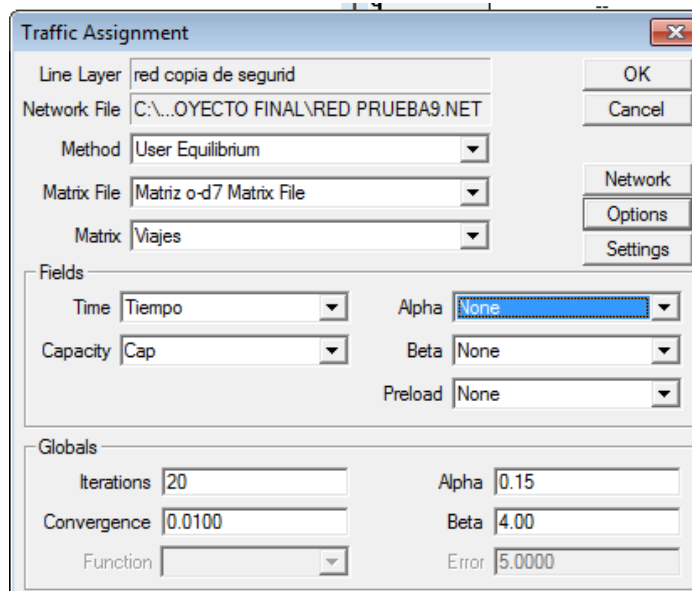 Traffic Assignment
Line Layer red copia de segurid OK
Network File C:\...OYECTO FINAL\RED PRUEBA9.NET Cancel
Method User Equilibrium
Matrix File Matriz o-d7 Matrix File Network
Options
Matrix Viajes
Settings
Fields
Time Tiempo Alpha None
Capacity Cap Beta None
Preload None
Globals
Iterations 20 Alpha 0.15
Convergence 0.0100 Beta 4.00
Function Error 5.0000